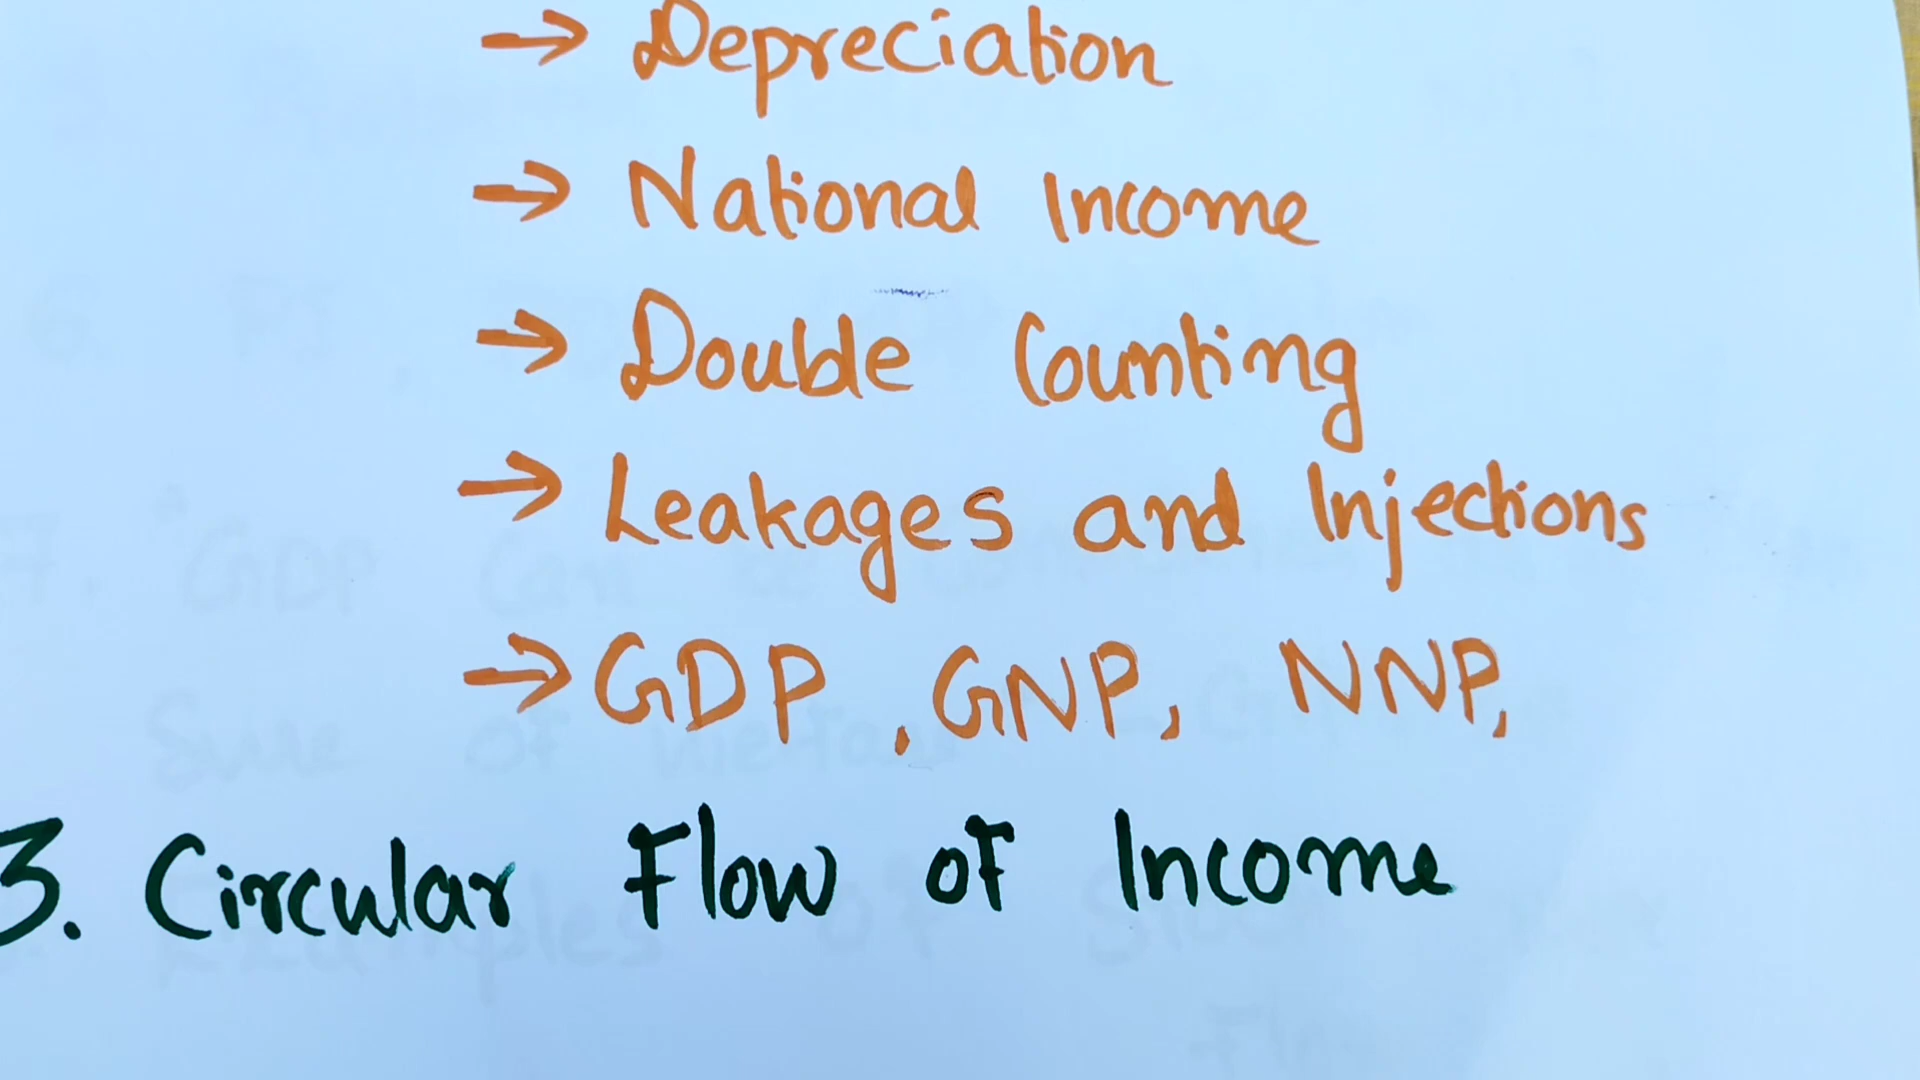 → Depreciation
→ National Income
→ Double Counting
→ Leakages and Injections
→ GDP, GNP, NNP,
3. Circular Flow of Income